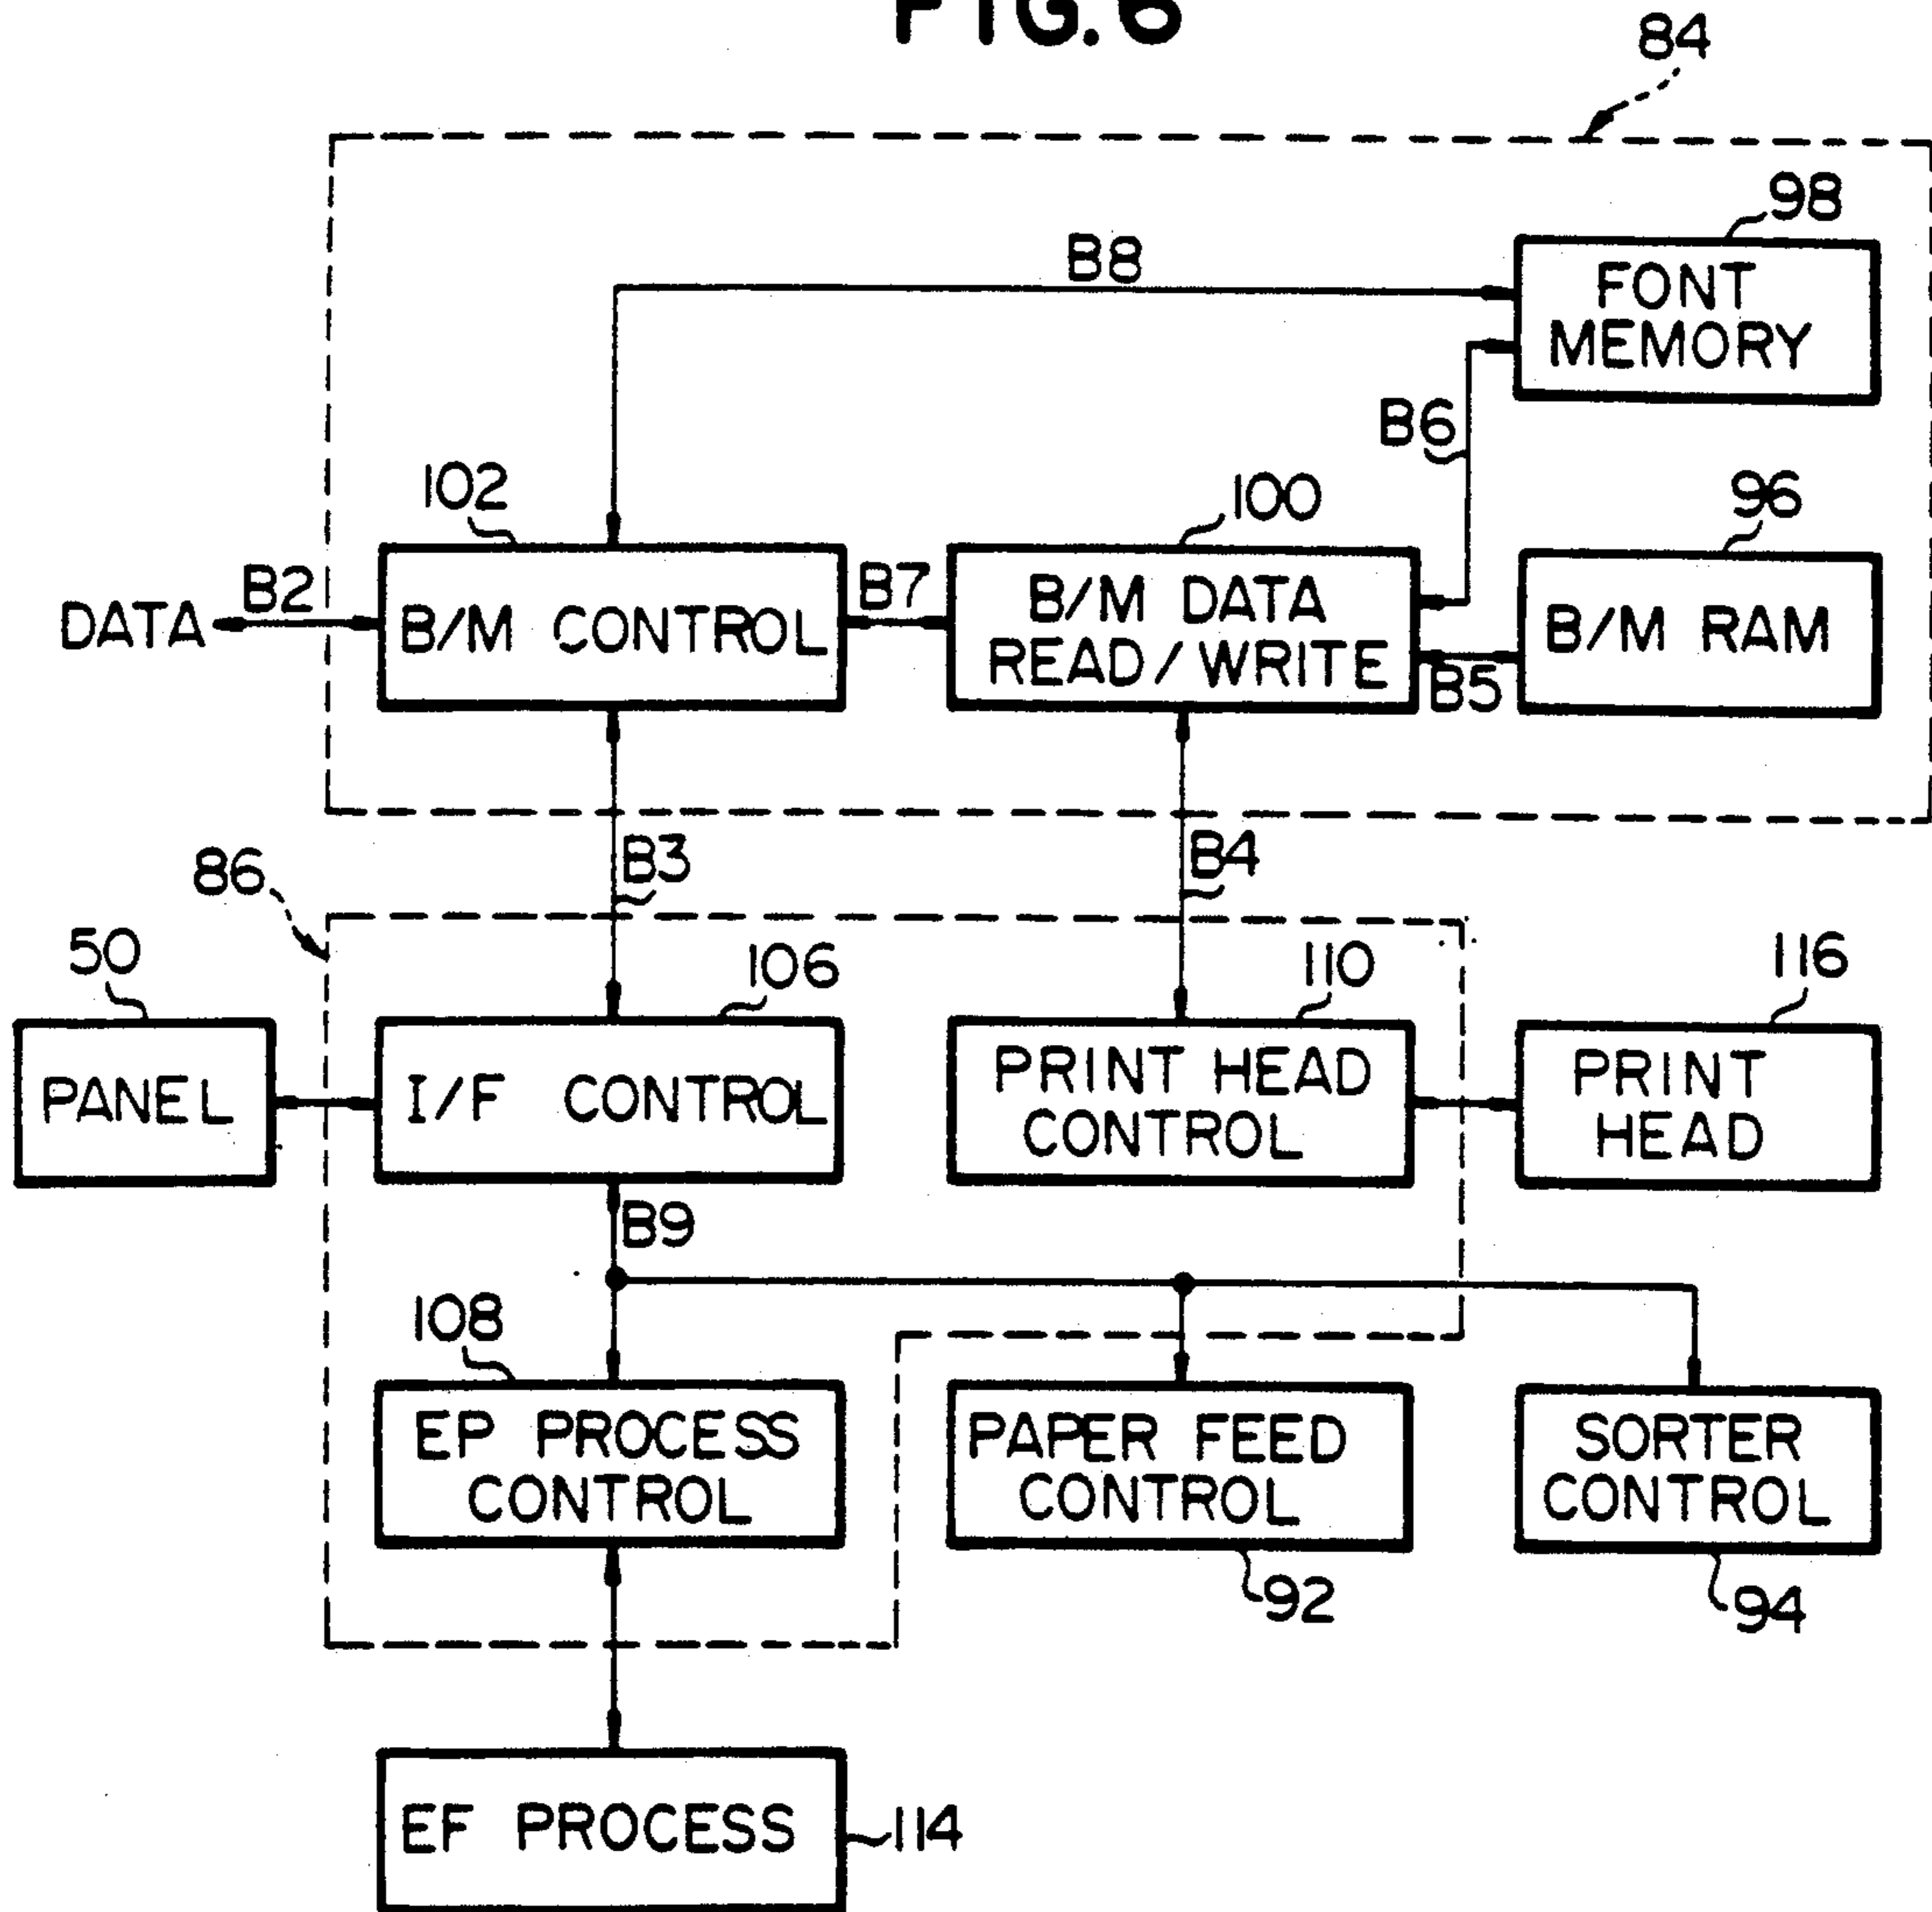 FIG. 6
84
98
B8
FONT
MEMORY
B6
102
100
96
B2
B7
DATA
B/M CONTROL
B/M DATA
READ/WRITE
B/M RAM
B5
B3
B4
86
50
106
110
116
PANEL
I/F CONTROL
PRINT HEAD
CONTROL
PRINT
HEAD
B9
108
EP PROCESS
CONTROL
PAPER FEED
CONTROL
SORTER
CONTROL
92
94
EF PROCESS
114